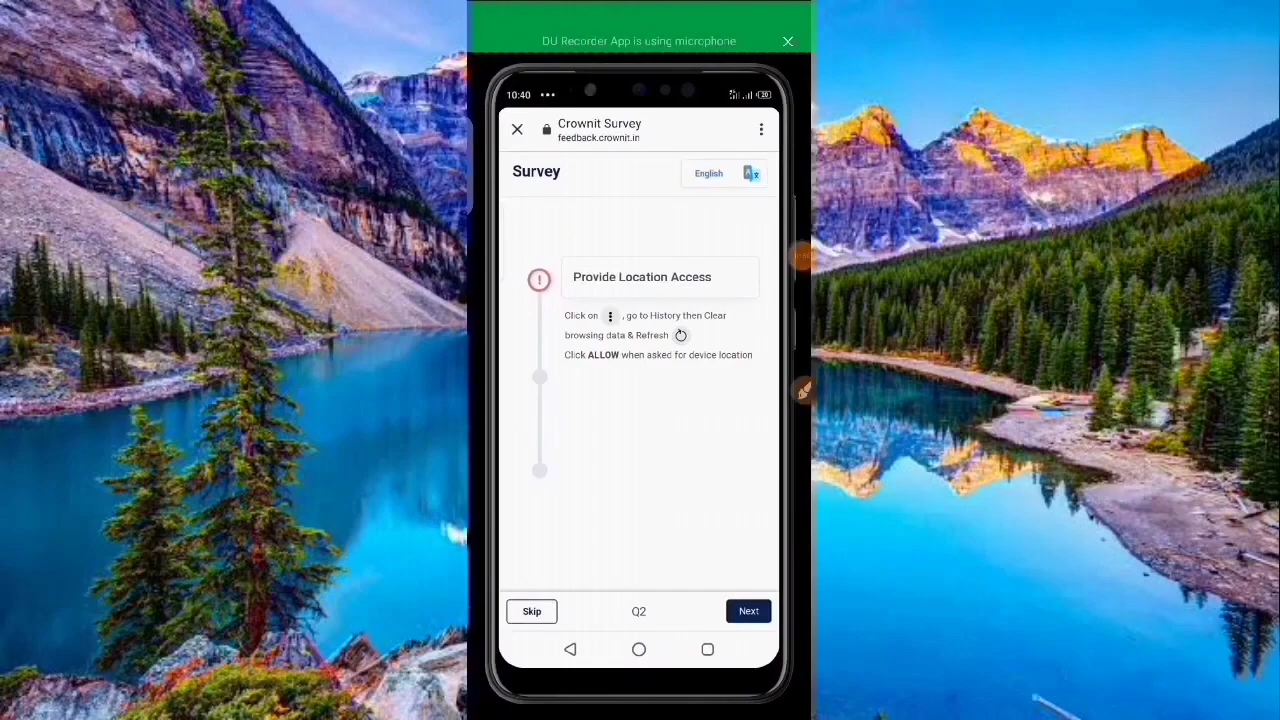 DU Recorder App is using microphone
10:40
Crownit Survey
feedback.crownit.in
Survey
English
Provide Location Access
Click on , go to History then Clear
browsing data & Refresh
Click ALLOW when asked for device location
Skip
Q2
Next